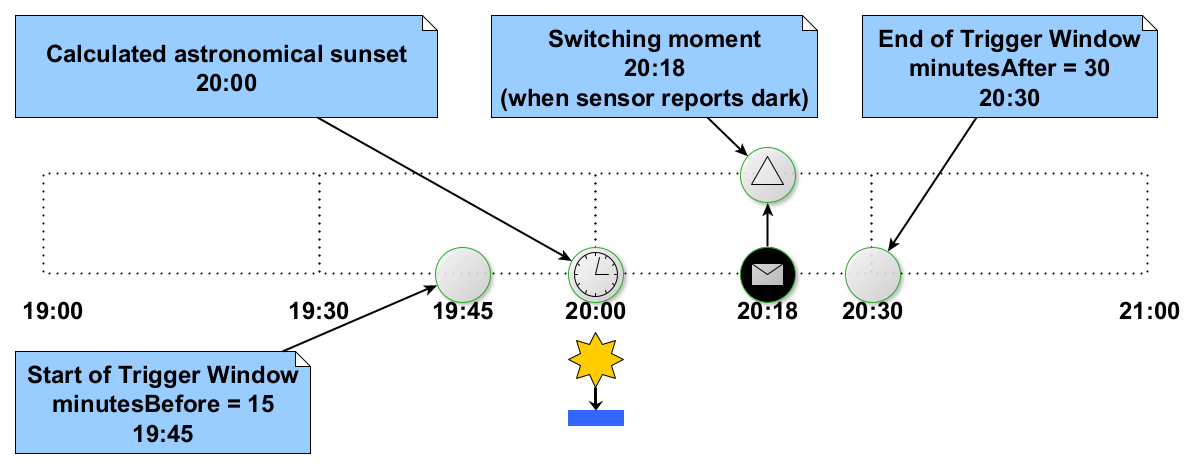 Calculated astronomical sunset
20:00
Switching moment
20:18
(when sensor reports dark)
End of Trigger Window
minutesAfter = 30
20:30
19:00
19:30
19:45
20:00
20:18
20:30
21:00
Start of Trigger Window
minutesBefore = 15
19:45